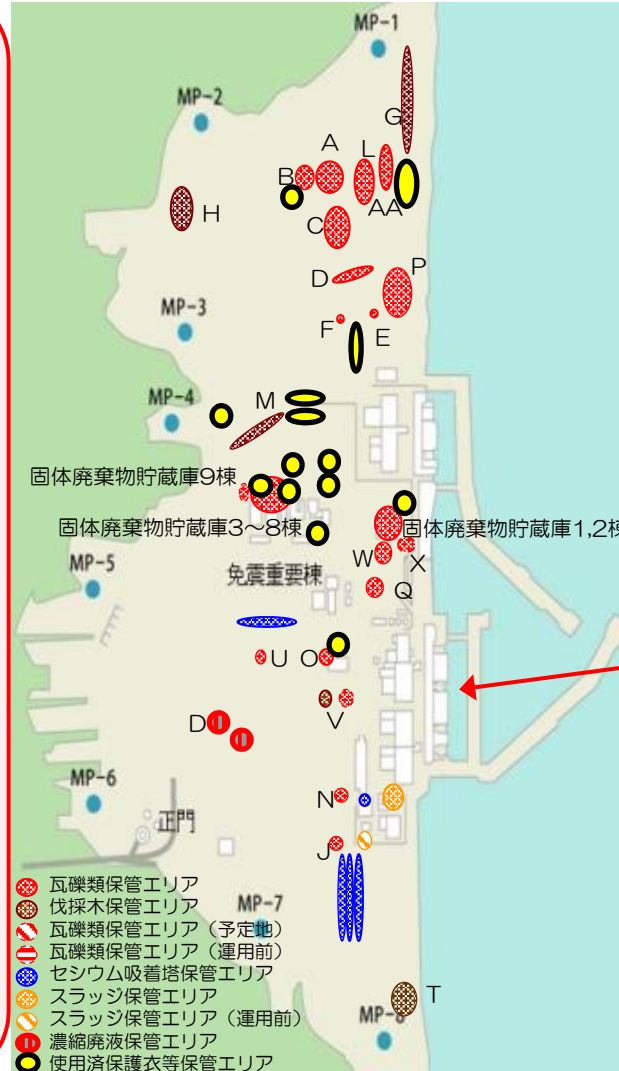 MP-1
MP-2
G
A
L
B
AA
H
C
P
D
MP-3
F
E
MP-4
M
固体廃棄物貯蔵庫9棟
固体廃棄物貯蔵庫3～8棟
固体廃棄物貯蔵庫1,2棟
W
X
MP-5
免震重要棟
Q
U
O
V
D
MP-6
N
正門
J
瓦礫類保管エリア
伐採木保管エリア
MP-7
瓦礫類保管エリア（予定地）
瓦礫類保管エリア（運用前）
セシウム吸着塔保管エリア
スラッジ保管エリア
T
スラッジ保管エリア（運用前）
MP-8
濃縮廃液保管エリア
使用済保護衣等保管エリア